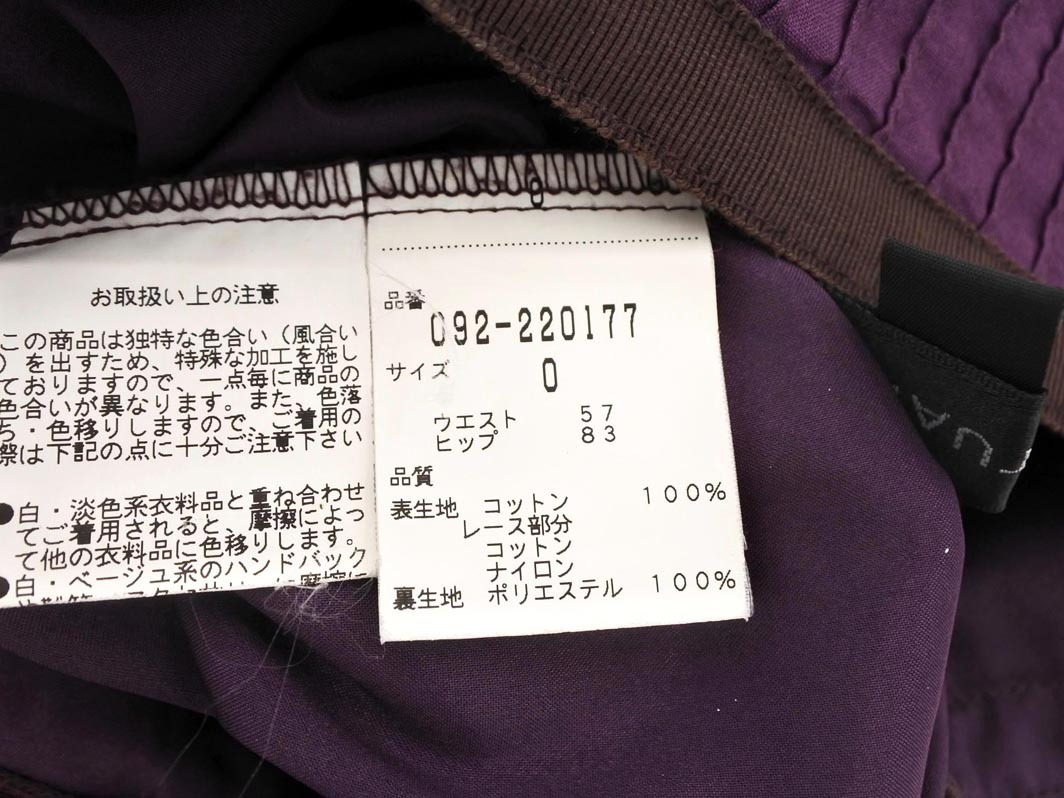 お取扱い上の注意
この商品は独特な色合い（風合い
）を出すため、特殊な加工を施し
ておりますので、一点毎に商品の
色合いが異なります。また、色落
ち・色移りしますので、ご着用の
際は下記の点に十分ご注意下さい
●白・淡色系衣料品と重ね合わせ
てご着用されると、摩擦によっ
て他の衣料品に色移りします。
●白・ベージュ系のハンドバック
0
品番
092-220177
サイズ 0
ウエスト 57
ヒップ 83
品質
表生地 コットン 100%
レース部分
コットン
ナイロン
裏生地 ポリエステル 100%